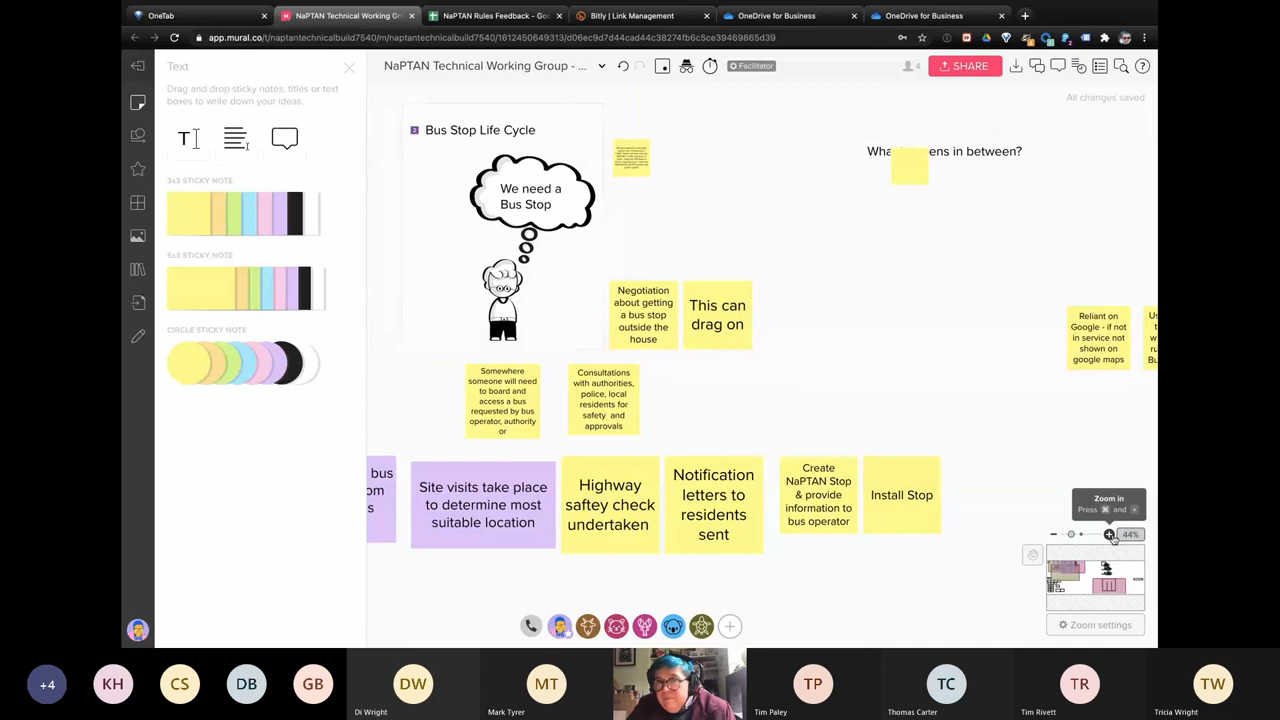 OneTab
NaPTAN Technical Working Gro
NaPTAN Rules Feedback - Goo
Bitly | Link Management
OneDrive for Business
OneDrive for Business
app.mural.co/t/naptantechnicalbuild7540/m/naptantechnicalbuild7540/1612450649313/d06ec9d7d44cad44c38274fb6c5ce39469865d39
Text
Drag and drop sticky notes, titles or text
boxes to write down your ideas.
T
3x3 STICKY NOTE
5x3 STICKY NOTE
CIRCLE STICKY NOTE
NaPTAN Technical Working Group - ...
Facilitator
4
SHARE
All changes saved
2
Bus Stop Life Cycle
We need a
Bus Stop
ens in between?
Negotiation
about getting
a bus stop
outside the
house
This can
drag on
Reliant on
Google - if not
in service not
shown on
google maps
Somewhere
someone will need
to board and
access a bus
requested by bus
operator, authority
or
Consultations
with authorities,
police, local
residents for
safety and
approvals
bus
om
s
Site visits take place
to determine most
suitable location
Highway
saftey check
undertaken
Notification
letters to
residents
sent
Create
NaPTAN Stop
& provide
information to
bus operator
Install Stop
Zoom in
Press ⌘ and +
44%
Zoom settings
+4
KH
CS
DB
GB
DW
Di Wright
MT
Mark Tyrer
TP
Tim Paley
TC
Thomas Carter
TR
Tim Rivett
TW
Tricia Wright